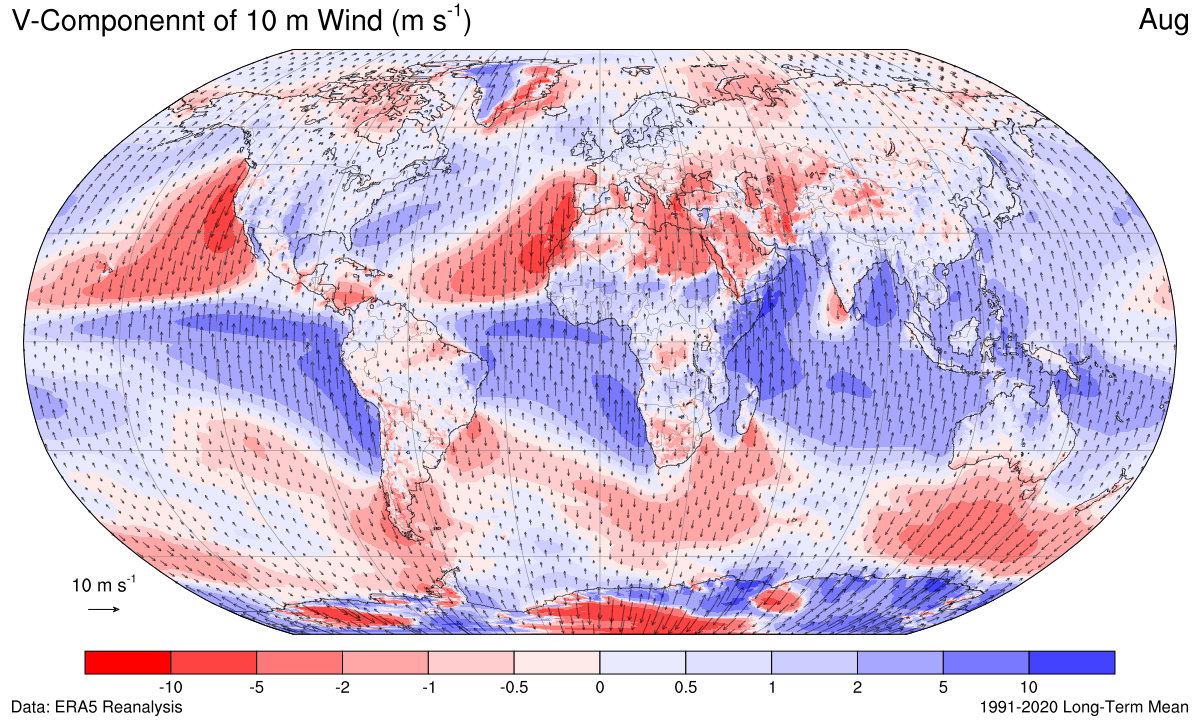 V-Componennt of 10 m Wind (m s⁻¹)
Aug
10 m s⁻¹
-10 -5 -2 -1 -0.5 0 0.5 1 2 5 10
Data: ERA5 Reanalysis
1991-2020 Long-Term Mean